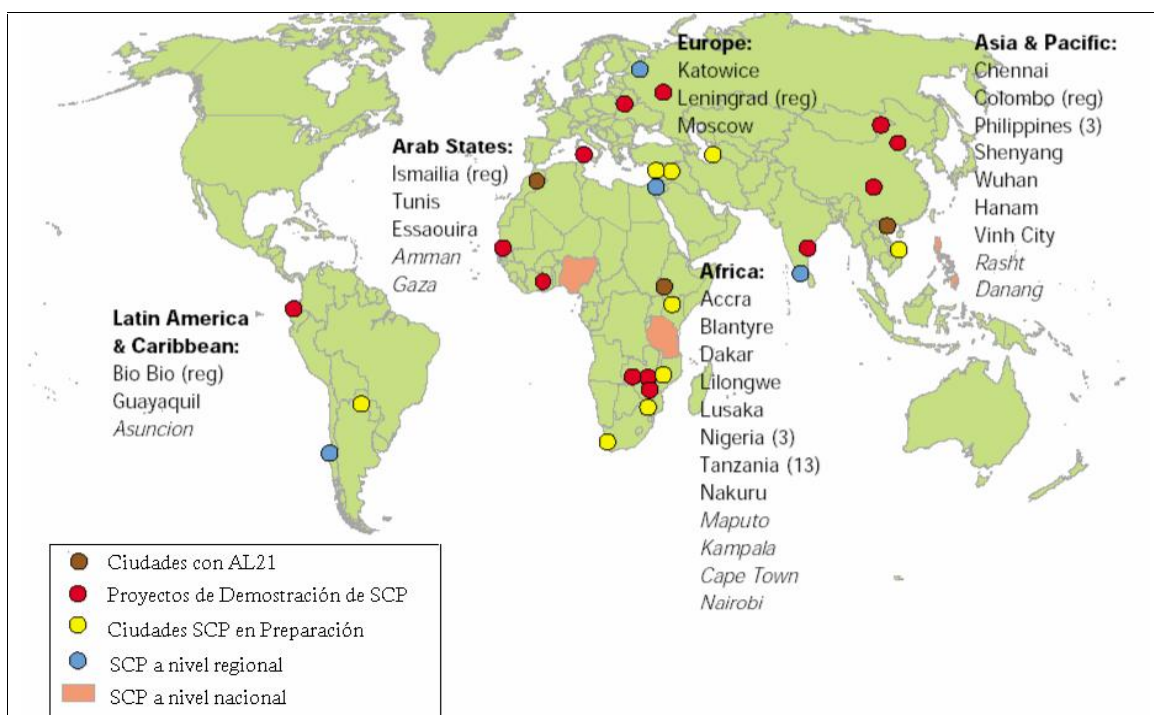 Europe:
Katowice
Leningrad (reg)
Moscow
Asia & Pacific:
Chennai
Colombo (reg)
Philippines (3)
Shenyang
Wuhan
Hanam
Vinh City
Rasht
Danang
Arab States:
Ismailia (reg)
Tunis
Essaouira
Amman
Gaza
Africa:
Accra
Blantyre
Dakar
Lilongwe
Lusaka
Nigeria (3)
Tanzania (13)
Nakuru
Maputo
Kampala
Cape Town
Nairobi
Latin America
& Caribbean:
Bio Bio (reg)
Guayaquil
Asuncion
Ciudades con AL21
Proyectos de Demostración de SCP
Ciudades SCP en Preparación
SCP a nivel regional
SCP a nivel nacional